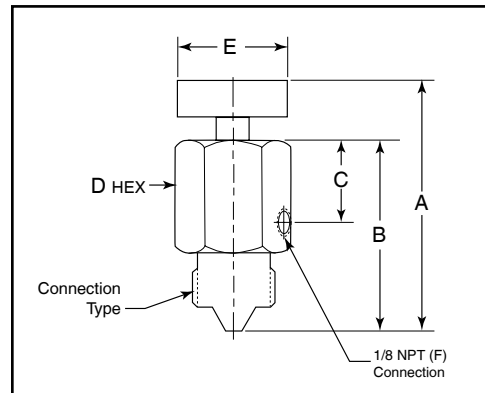 E
A
C
D HEX
B
Connection
Type
1/8 NPT (F)
Connection